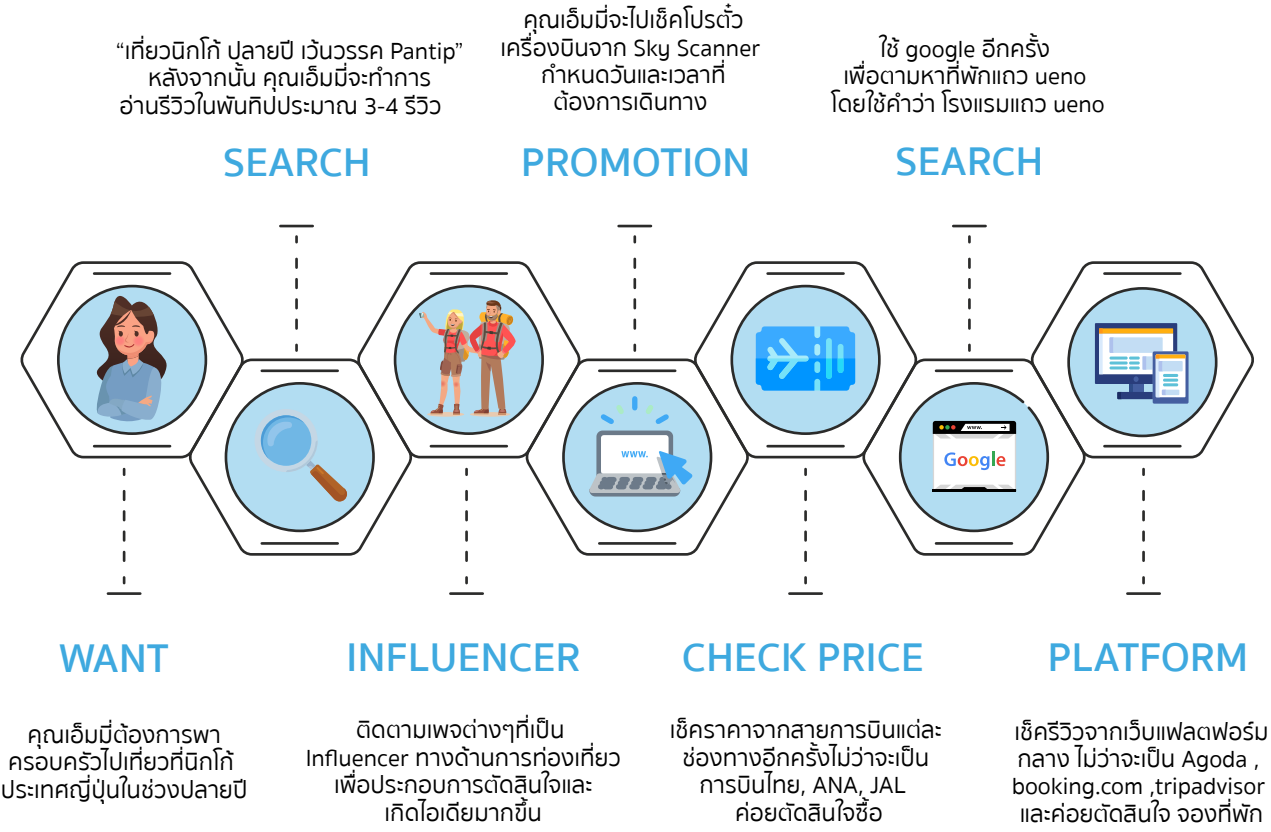 “เที่ยวนิกโก้ ปลายปี เว้นวรรค Pantip”
หลังจากนั้น คุณเอ็มมี่จะทำการ
อ่านรีวิวในพันทิปประมาณ 3-4 รีวิว
SEARCH
คุณเอ็มมี่จะไปเช็คโปรตั๋ว
เครื่องบินจาก Sky Scanner
กำหนดวันและเวลาที่
ต้องการเดินทาง
PROMOTION
ใช้ google อีกครั้ง
เพื่อตามหาที่พักแถว ueno
โดยใช้คำว่า โรงแรมแถว ueno
SEARCH
www.
www.
Google
WANT
คุณเอ็มมี่ต้องการพา
ครอบครัวไปเที่ยวที่นิกโก้
ประเทศญี่ปุ่นในช่วงปลายปี
INFLUENCER
ติดตามเพจต่างๆที่เป็น
Influencer ทางด้านการท่องเที่ยว
เพื่อประกอบการตัดสินใจและ
เกิดไอเดียมากขึ้น
CHECK PRICE
เช็คราคาจากสายการบินแต่ละ
ช่องทางอีกครั้งไม่ว่าจะเป็น
การบินไทย, ANA, JAL
ค่อยตัดสินใจซื้อ
PLATFORM
เช็ครีวิวจากเว็บแฟลตฟอร์ม
กลาง ไม่ว่าจะเป็น Agoda ,
booking.com ,tripadvisor
และค่อยตัดสินใจ จองที่พัก